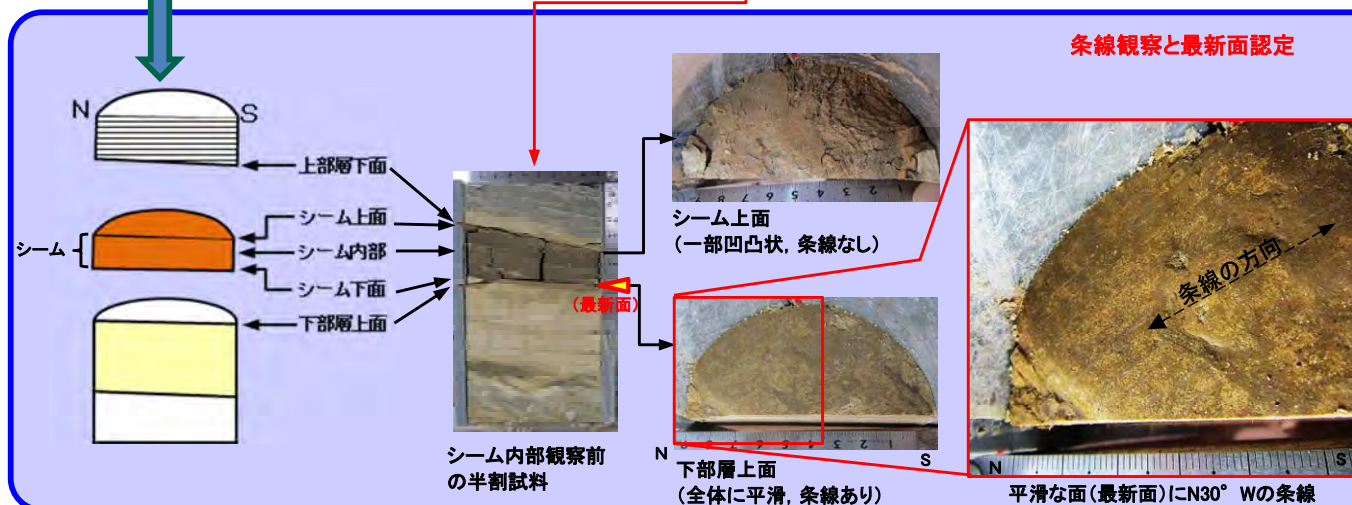 条線観察と最新面認定
N
S
上部層下面
シーム上面
シーム
シーム内部
シーム下面
下部層上面
(最新面)
シーム内部観察前
の半割試料
シーム上面
(一部凹凸状, 条線なし)
N
S
下部層上面
(全体に平滑, 条線あり)
条線の方向
N
S
平滑な面(最新面)にN30°Wの条線